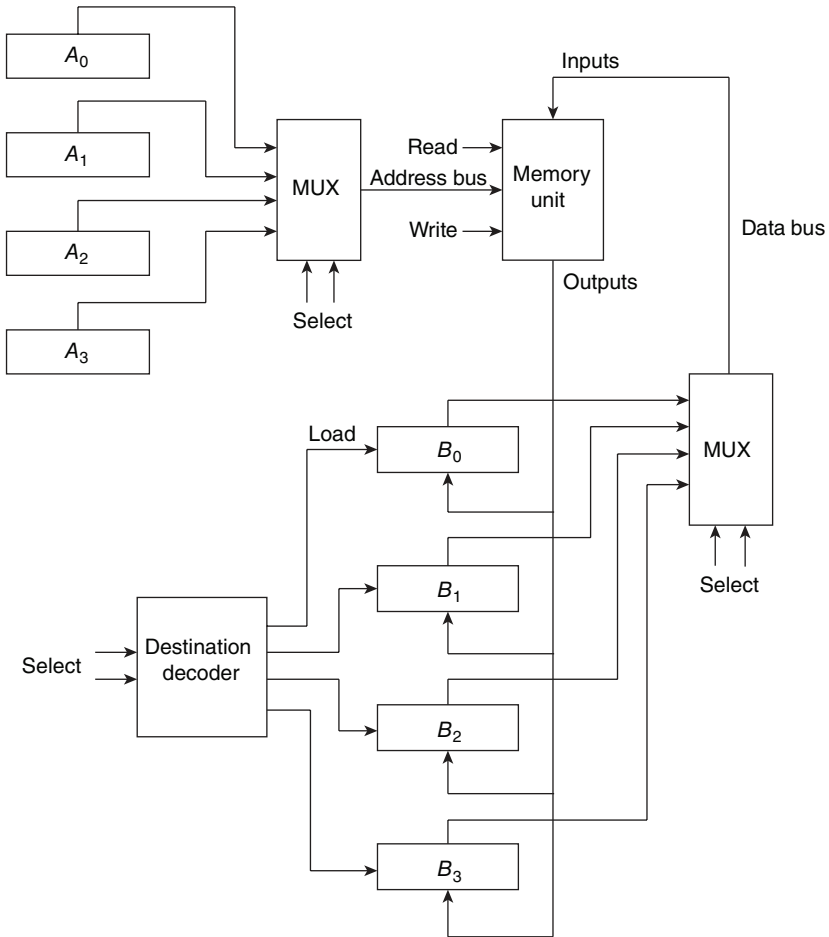 A0
A1
A2
A3
MUX
Select
Inputs
Read
Address bus
Write
Memory
unit
Outputs
Data bus
Load
B0
B1
B2
B3
MUX
Select
Select
Destination
decoder